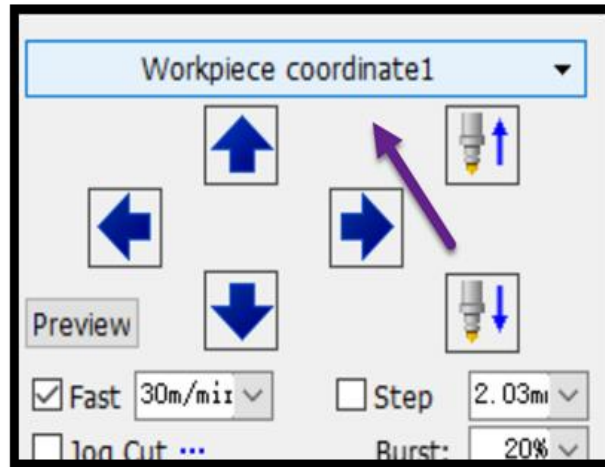 Workpiece coordinate1
Preview
Fast 30m/mi Step 2.03m
Jog Cut ... Burst: 20%